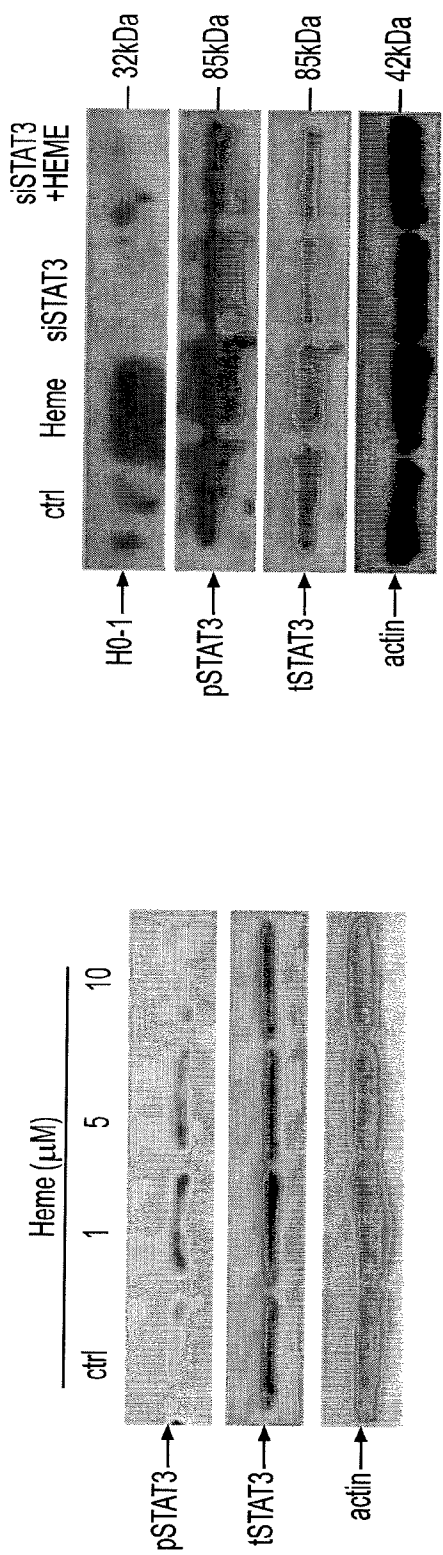 Heme (µM)
ctrl 1 5 10
pSTAT3
tSTAT3
actin
ctrl Heme siSTAT3 siSTAT3
+HEME
H0-1 32kDa
pSTAT3 85kDa
tSTAT3 85kDa
actin 42kDa